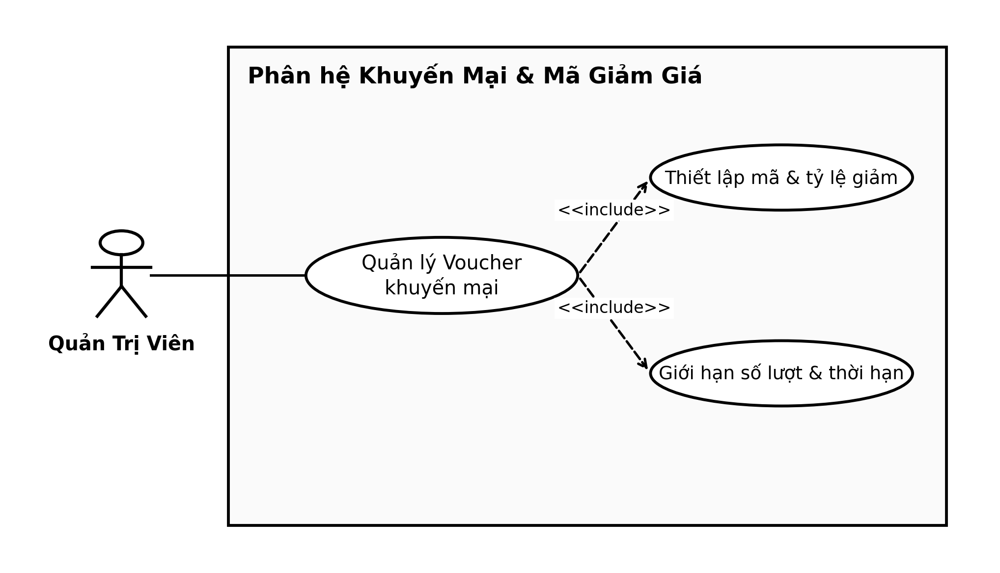 Phân hệ Khuyến Mại & Mã Giảm Giá
Thiết lập mã & tỷ lệ giảm
<<include>>
Quản lý Voucher
khuyến mại
<<include>>
Quản Trị Viên
Giới hạn số lượt & thời hạn